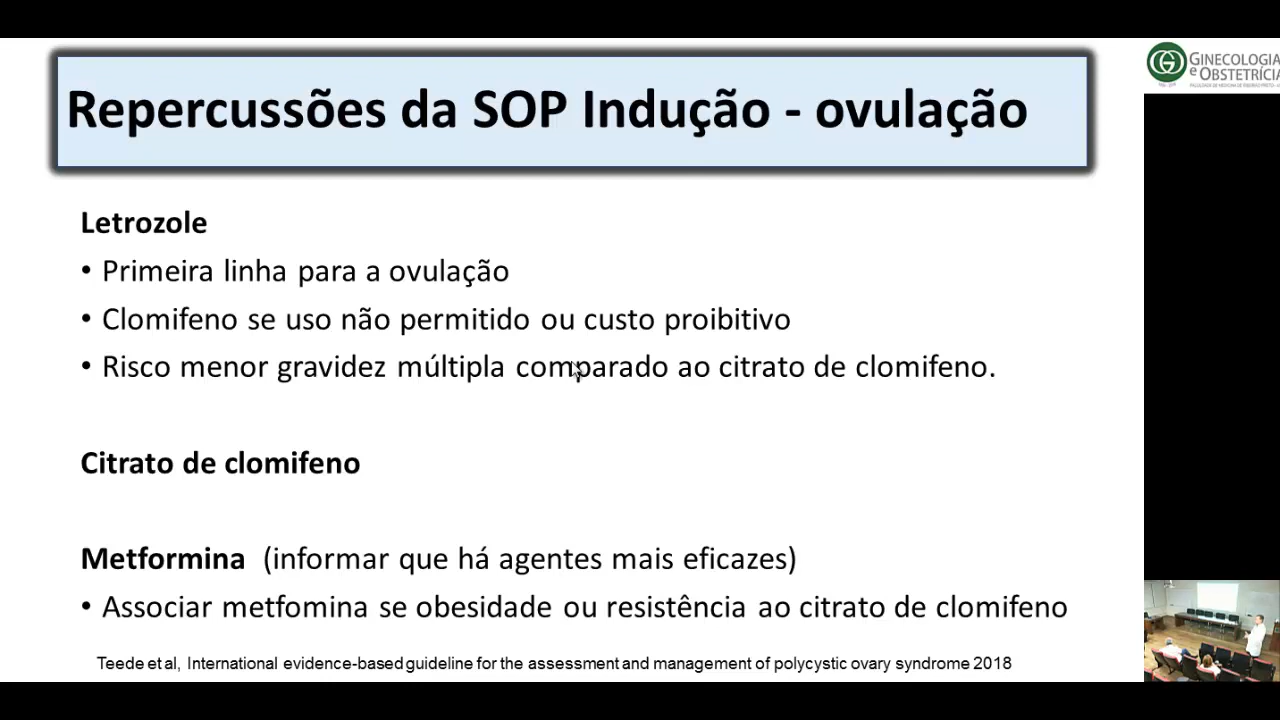 Repercussões da SOP Indução - ovulação
GINECOLOGIA
e OBSTETRÍCIA
Letrozole
• Primeira linha para a ovulação
• Clomifeno se uso não permitido ou custo proibitivo
• Risco menor gravidez múltipla comparado ao citrato de clomifeno.
Citrato de clomifeno
Metformina (informar que há agentes mais eficazes)
• Associar metfomina se obesidade ou resistência ao citrato de clomifeno
Teede et al, International evidence-based guideline for the assessment and management of polycystic ovary syndrome 2018